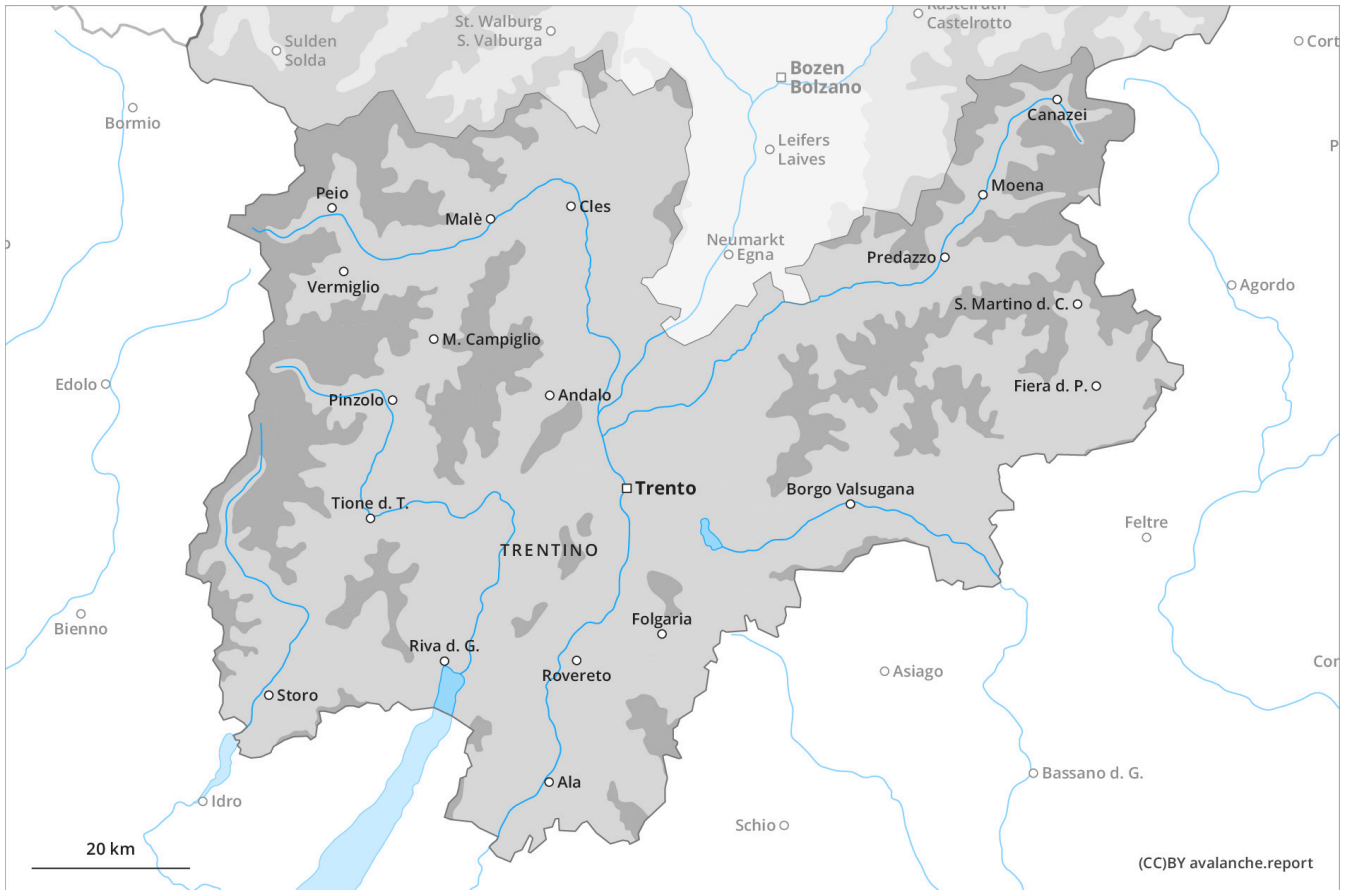 St. Walburg
S. Valburga
Castelrotto
Sulden
Solda
Cort
Bozen
Bolzano
Bormio
Canazei
Leifers
Laives
P
Peio
Moena
Malè
Cles
Neumarkt
Egna
Predazzo
Vermiglio
Agordo
S. Martino d. C.
M. Campiglio
Edolo
Pinzolo
Andalo
Fiera d. P.
Trento
Borgo Valsugana
Tione d. T.
Feltre
TRENTINO
Bienno
Folgaria
Riva d. G.
Rovereto
Asiago
Cor
Storo
Ala
Bassano d. G.
Idro
Schio
20 km
(CC)BY avalanche.report